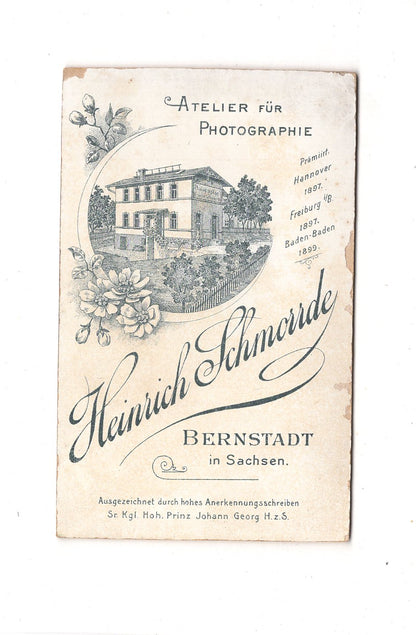 ATELIER FÜR
PHOTOGRAPHIE
Prämiirt.
Hannover
1897.
Freiburg i/B.
1897.
Baden-Baden
1899.
Heinrich Schmorrde
BERNSTADT
in Sachsen.
Ausgezeichnet durch hohes Anerkennungsschreiben
Sr. Kgl. Hoh. Prinz Johann Georg H.z.S.